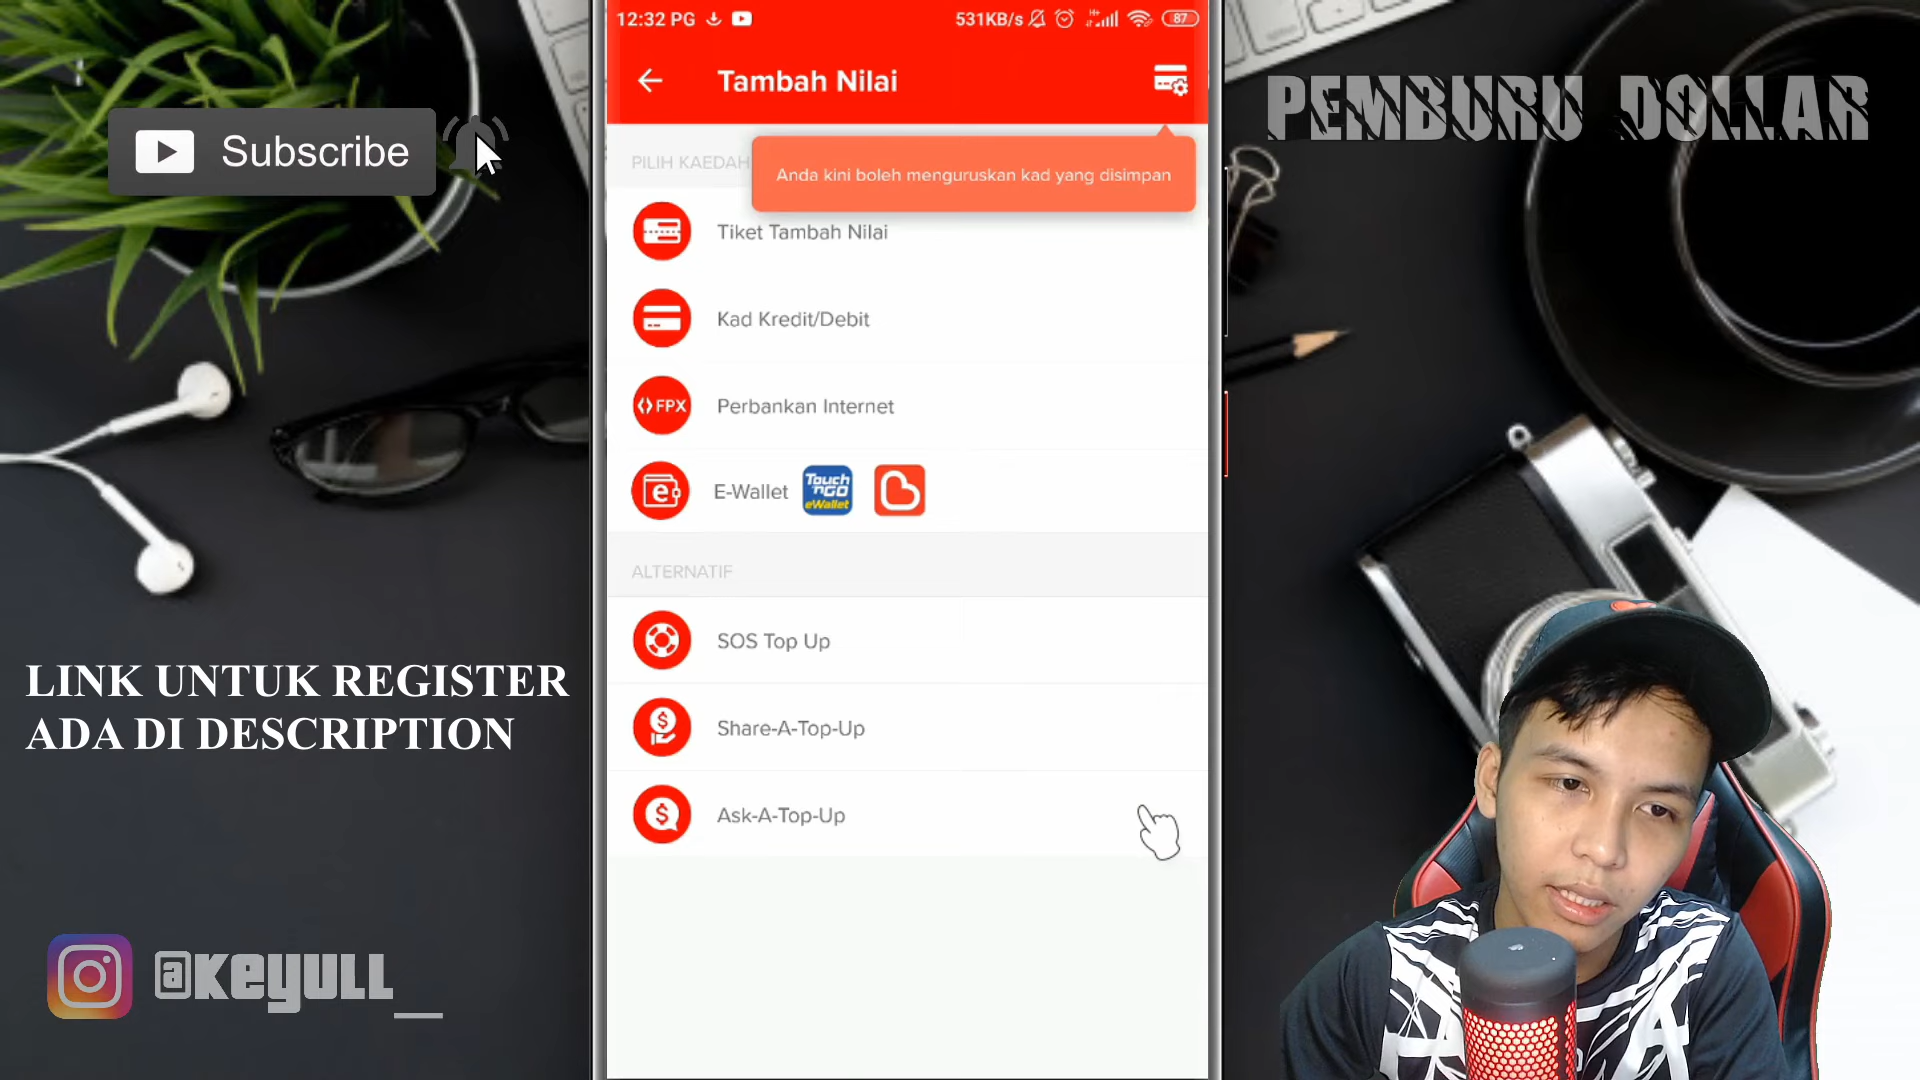 12:32 PG
531KB/s
87
Tambah Nilai
PEMBURU DOLLAR
Subscribe
PILIH KAEDAH
Anda kini boleh menguruskan kad yang disimpan
Tiket Tambah Nilai
Kad Kredit/Debit
FPX
Perbankan Internet
E-Wallet
Touch 'nGO eWallet
ALTERNATIF
SOS Top Up
LINK UNTUK REGISTER
ADA DI DESCRIPTION
Share-A-Top-Up
Ask-A-Top-Up
@KEYULL_